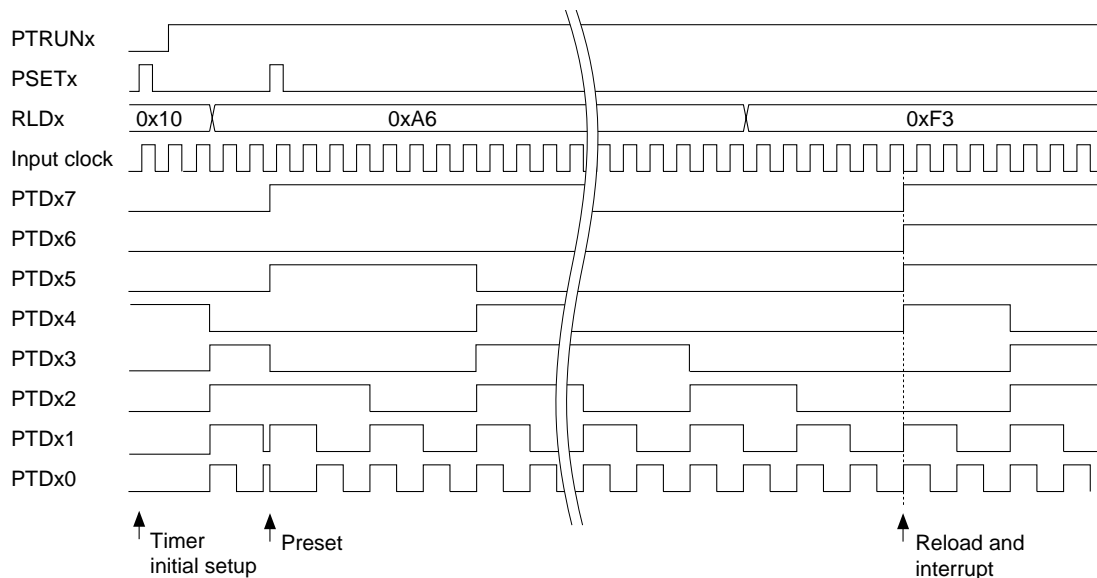 PTRUNx
PSETx
RLDx
0x10
0xA6
0xF3
Input clock
PTDx7
PTDx6
PTDx5
PTDx4
PTDx3
PTDx2
PTDx1
PTDx0
Timer
initial setup
Preset
Reload and
interrupt